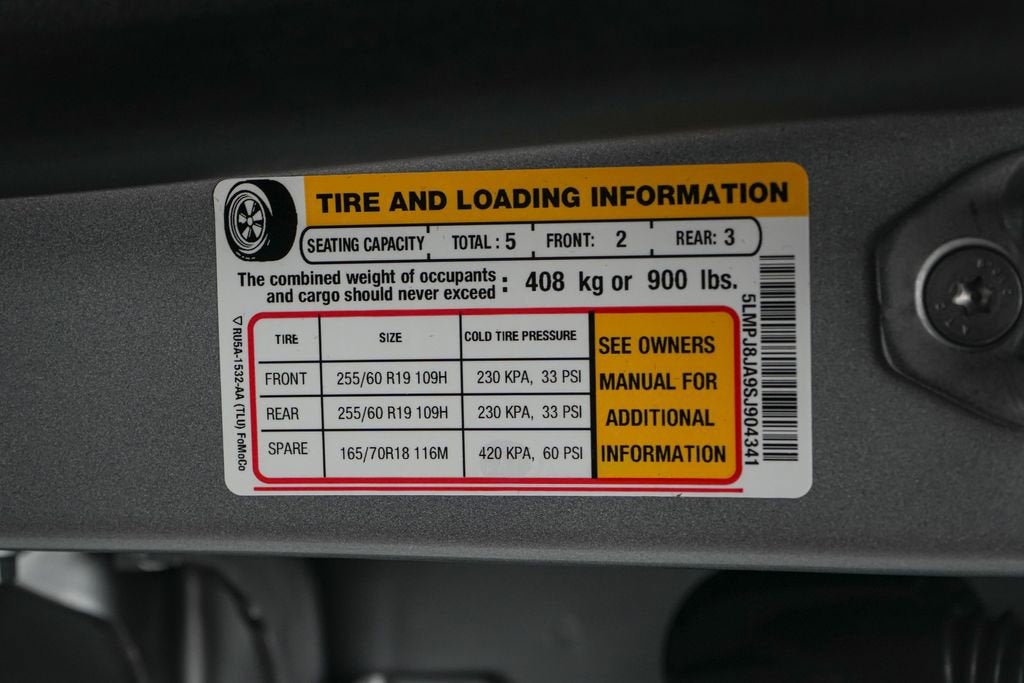 TIRE AND LOADING INFORMATION
SEATING CAPACITY TOTAL : 5 FRONT: 2 REAR: 3
The combined weight of occupants and cargo should never exceed : 408 kg or 900 lbs.
TIRE SIZE COLD TIRE PRESSURE
FRONT 255/60 R19 109H 230 KPA, 33 PSI
REAR 255/60 R19 109H 230 KPA, 33 PSI
SPARE 165/70R18 116M 420 KPA, 60 PSI
SEE OWNERS
MANUAL FOR
ADDITIONAL
INFORMATION
5LMPJ8JA9SJ904341
▽ RU5A-1532-AA (TLU) FoMoCo